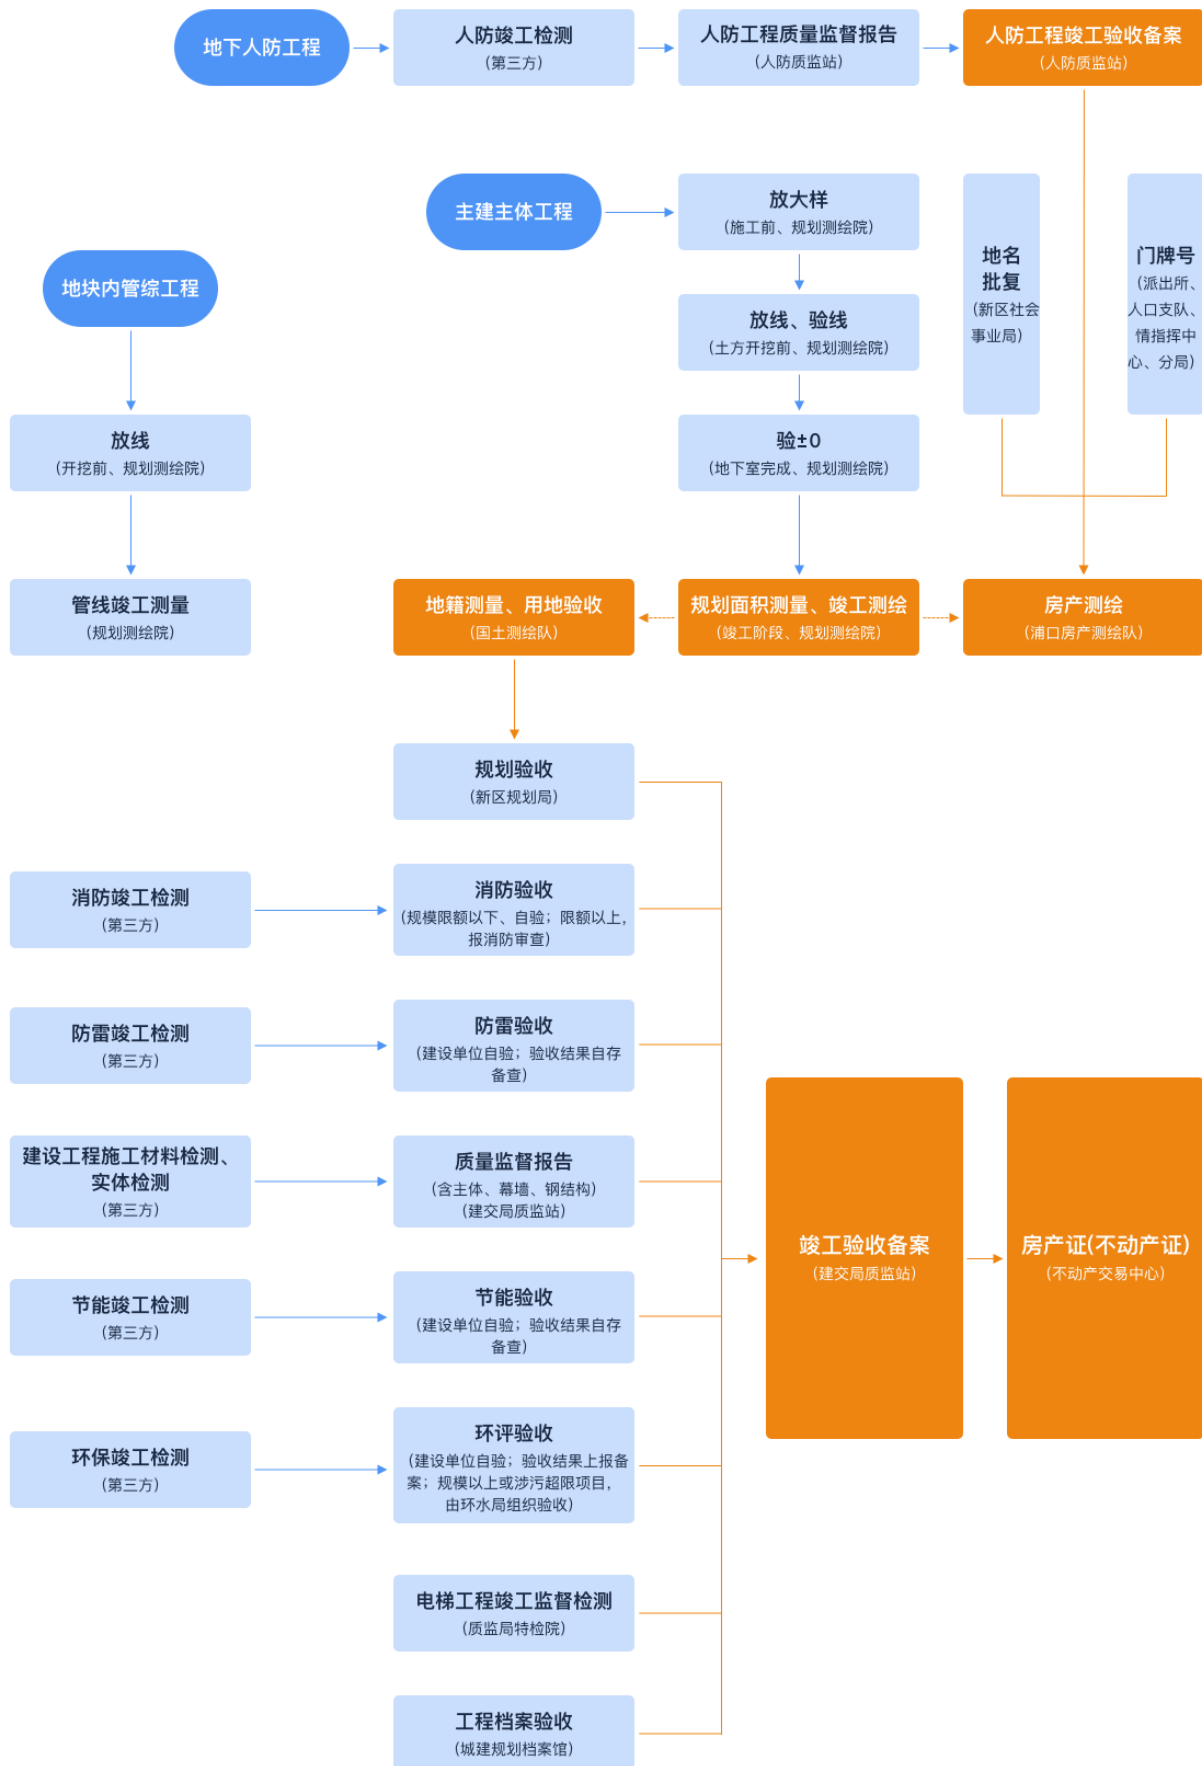 地下人防工程
人防竣工检测
（第三方）
人防工程质量监督报告
（人防质监站）
人防工程竣工验收备案
（人防质监站）
主建主体工程
放大样
（施工前、规划测绘院）
地名
批复
（新区社会
事业局）
门牌号
（派出所、
人口支队、
情指挥中
心、分局）
地块内管综工程
放线、验线
（土方开挖前、规划测绘院）
放线
（开挖前、规划测绘院）
验±0
（地下室完成、规划测绘院）
管线竣工测量
（规划测绘院）
地籍测量、用地验收
（国土测绘队）
规划面积测量、竣工测绘
（竣工阶段、规划测绘院）
房产测绘
（浦口房产测绘队）
规划验收
（新区规划局）
消防竣工检测
（第三方）
消防验收
（规模限额以下、自验；限额以上，
报消防审查）
防雷竣工检测
（第三方）
防雷验收
（建设单位自验；验收结果自存
备查）
建设工程施工材料检测、
实体检测
（第三方）
质量监督报告
（含主体、幕墙、钢结构）
（建交局质监站）
竣工验收备案
（建交局质监站）
房产证(不动产证)
（不动产交易中心）
节能竣工检测
（第三方）
节能验收
（建设单位自验；验收结果自存
备查）
环保竣工检测
（第三方）
环评验收
（建设单位自验；验收结果上报备
案；规模以上或涉污超限项目，
由环水局组织验收）
电梯工程竣工监督检测
（质监局特检院）
工程档案验收
（城建规划档案馆）